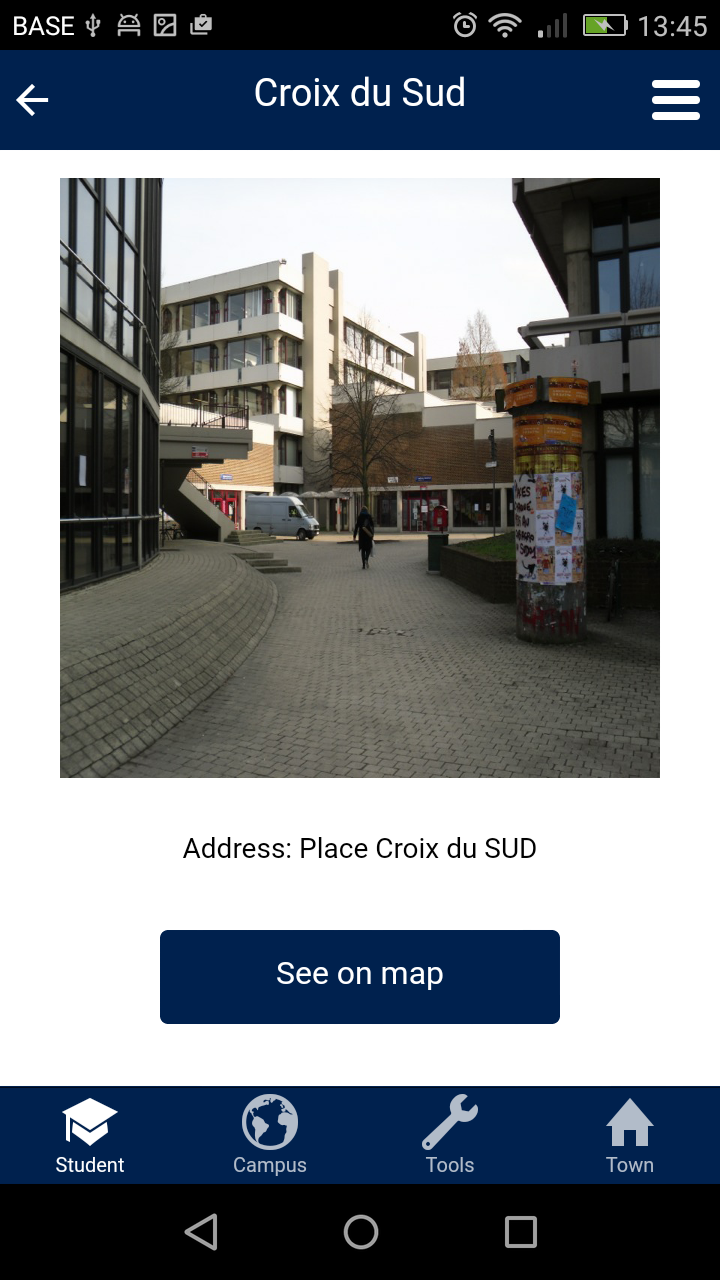 BASE 13:45
Croix du Sud
Address: Place Croix du SUD
See on map
Student Campus Tools Town